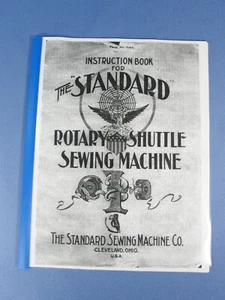 INSTRUCTION BOOK
FOR
THE "STANDARD"
ROTARY SHUTTLE
SEWING MACHINE
THE STANDARD SEWING MACHINE CO.
CLEVELAND, OHIO.
U.S.A.